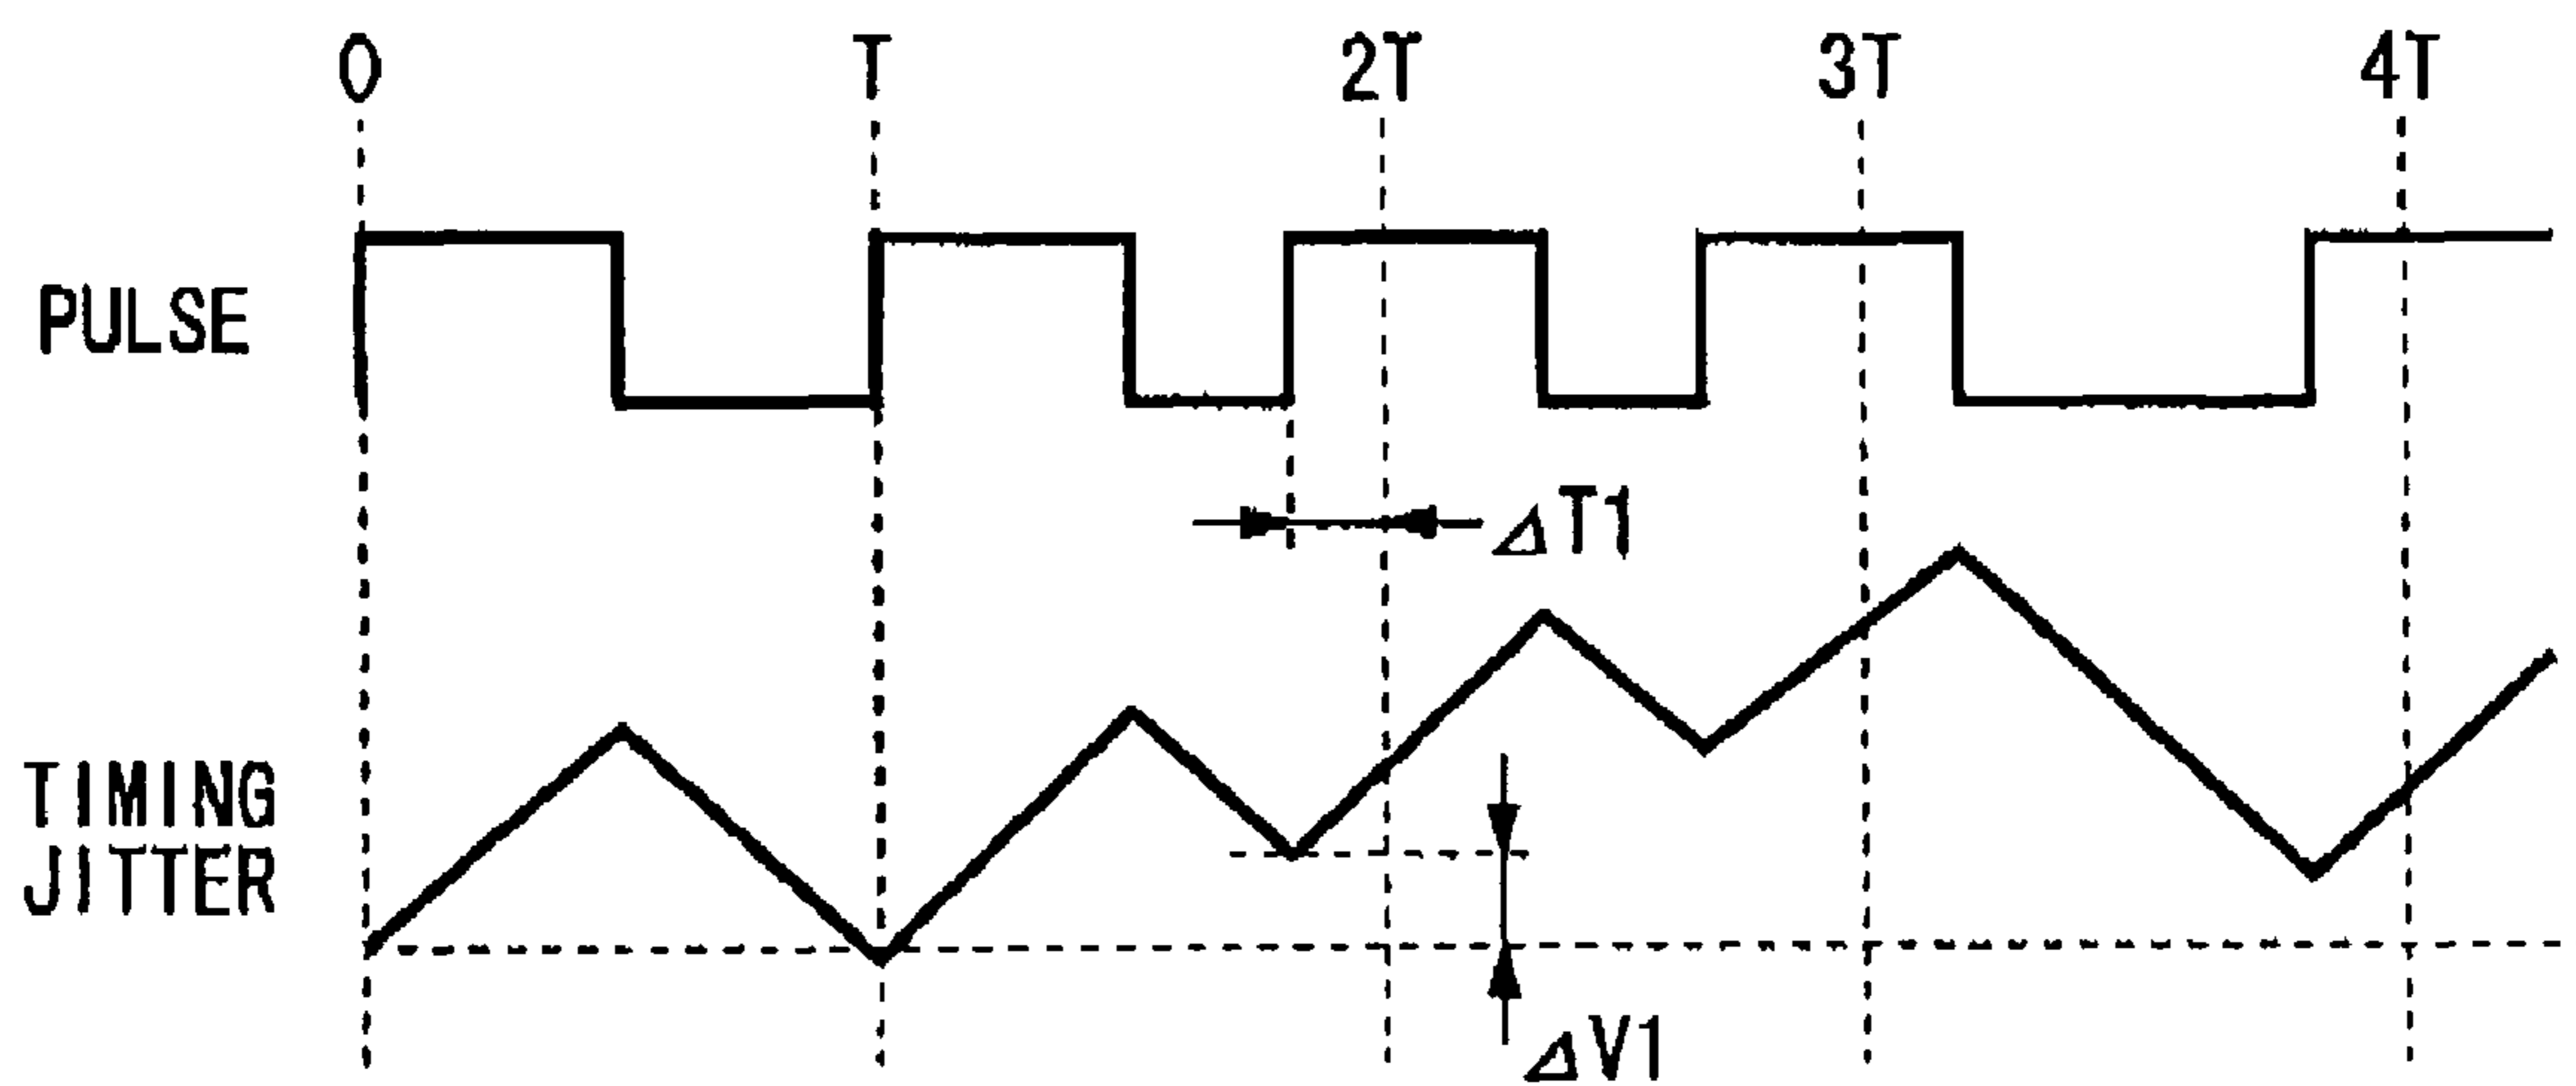 0 T 2T 3T 4T
PULSE
ΔT1
TIMING
JITTER
ΔV1